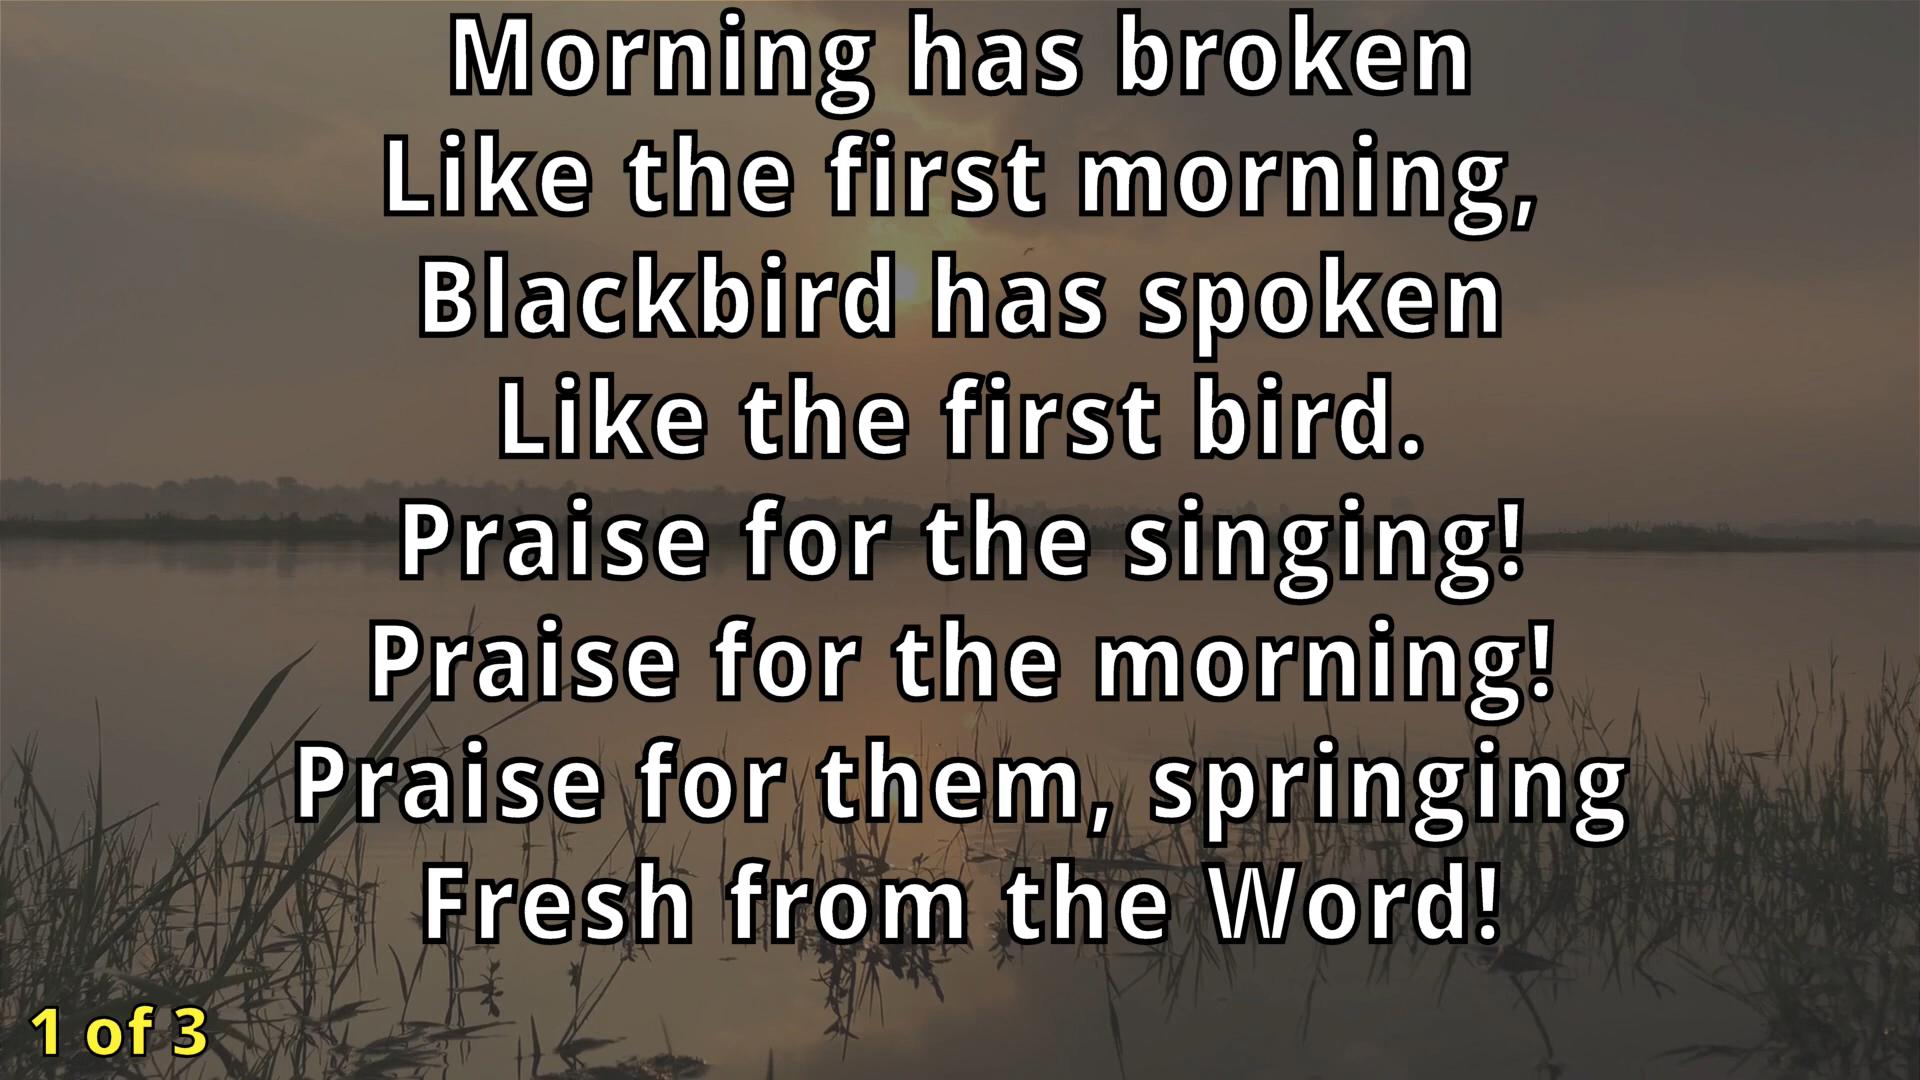 Morning has broken
Like the first morning,
Blackbird has spoken
Like the first bird.
Praise for the singing!
Praise for the morning!
Praise for them, springing
Fresh from the Word!
1 of 3